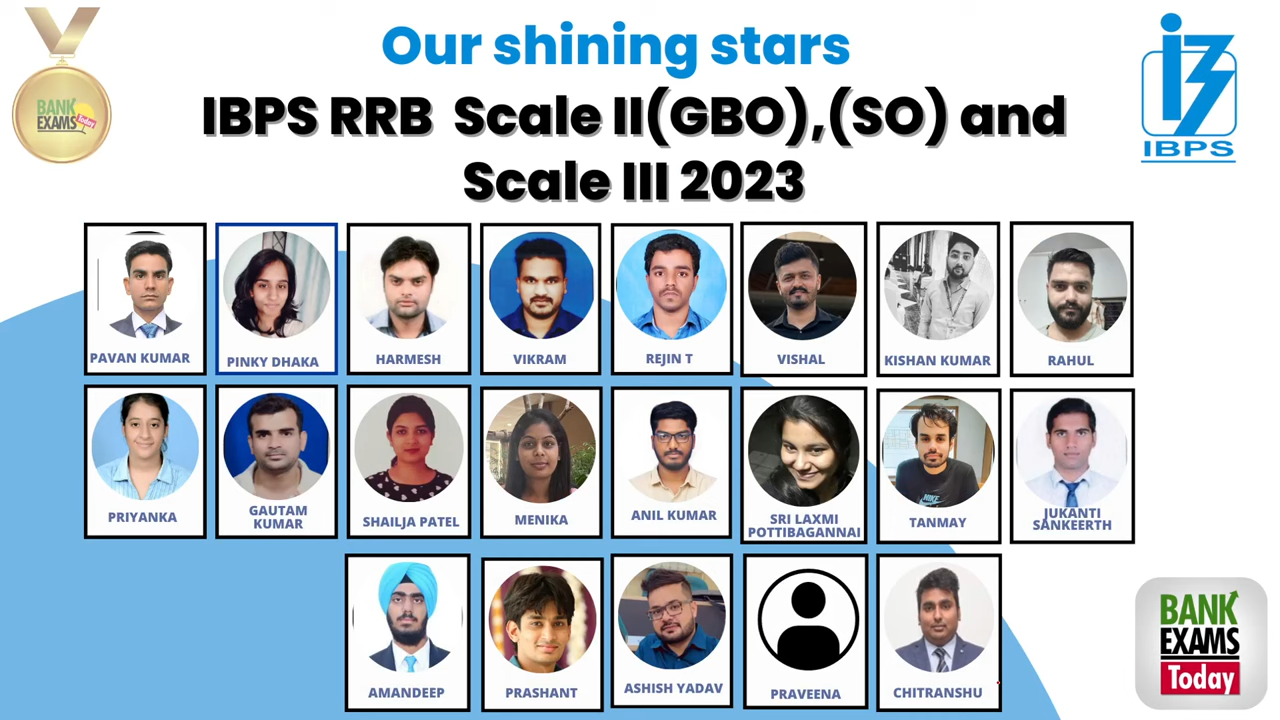 Our shining stars
IBPS RRB Scale II(GBO),(SO) and
Scale III 2023
BANK
EXAMS
Today
IBPS
PAVAN KUMAR
PINKY DHAKA
HARMESH
VIKRAM
REJIN T
VISHAL
KISHAN KUMAR
RAHUL
PRIYANKA
GAUTAM
KUMAR
SHAILJA PATEL
MENIKA
ANIL KUMAR
SRI LAXMI
POTTIBAGANNAI
NIKE
TANMAY
JUKANTI
SANKEERTH
AMANDEEP
PRASHANT
ASHISH YADAV
PRAVEENA
CHITRANSHU
BANK
EXAMS
Today